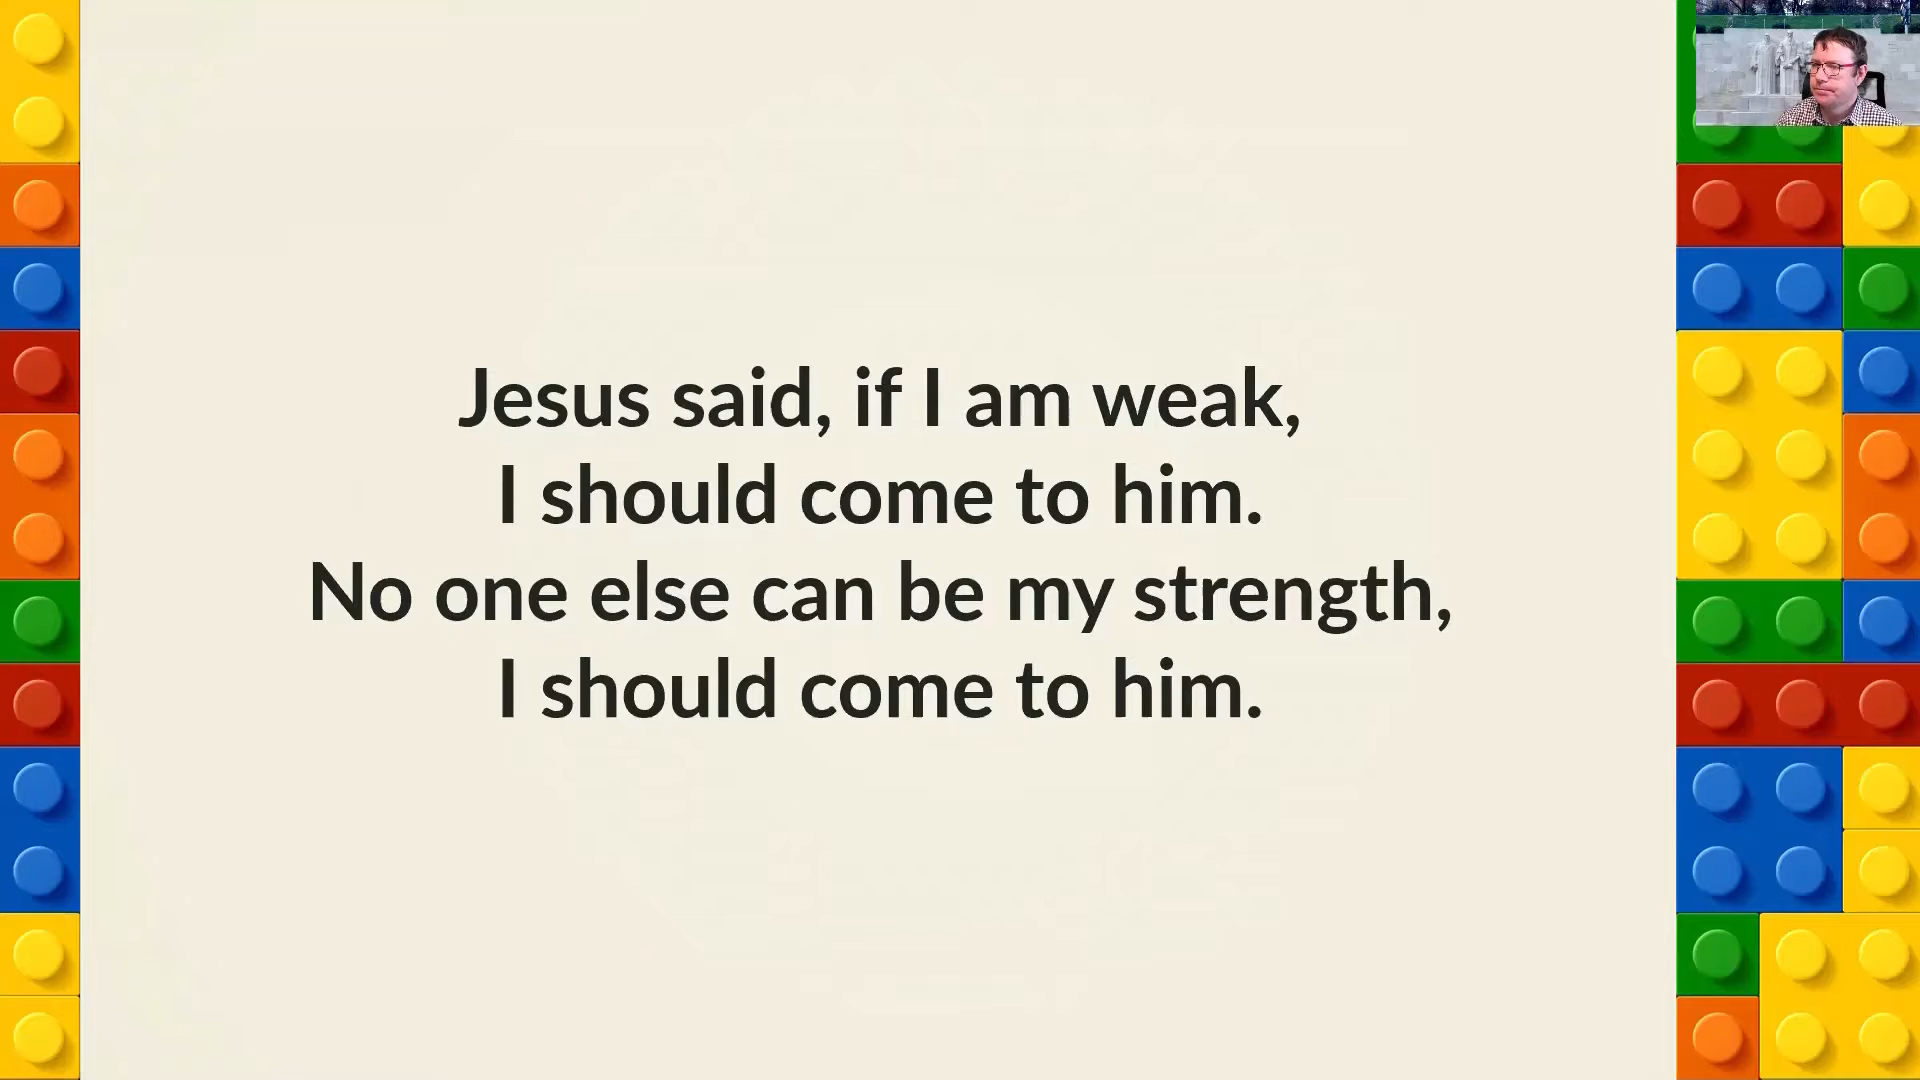 Jesus said, if I am weak,
I should come to him.
No one else can be my strength,
I should come to him.